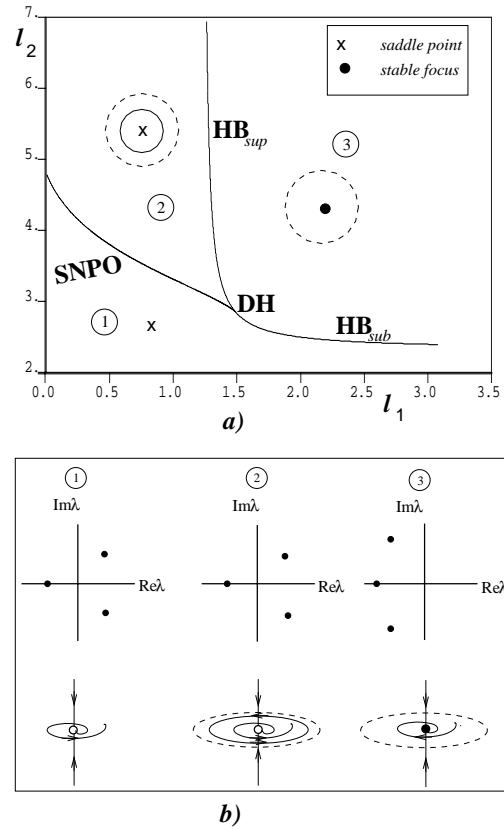 7.
l2
6.
5.
4.
3.
2.
x saddle point
stable focus
x
HBsup
3
2
SNPO
DH
1
x
HBsub
0.0 0.5 1.0 1.5 2.0 2.5 3.0 3.5
l1
a)
1 2 3
Imλ Imλ Imλ
Reλ Reλ Reλ
b)